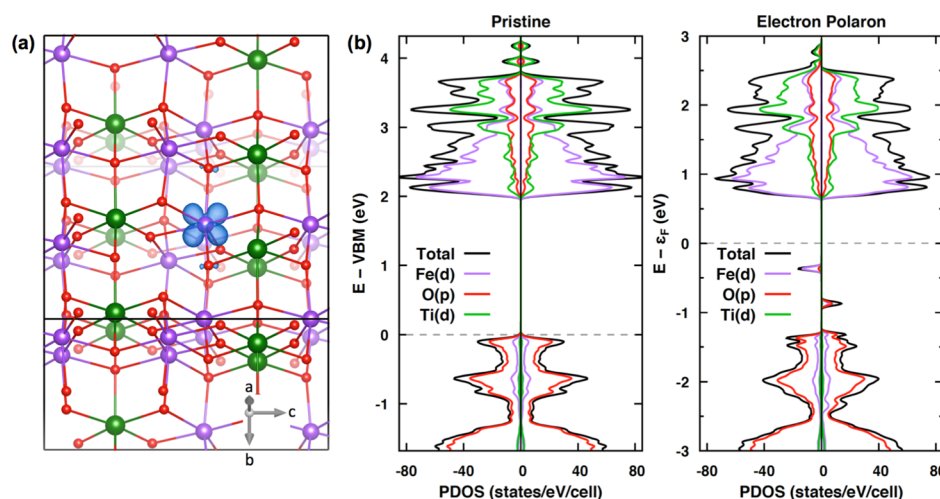 (a)
a
c
b
(b)
Pristine
E – VBM (eV)
4
3
2
1
0
-1
Total
Fe(d)
O(p)
Ti(d)
-80 -40 0 40 80
PDOS (states/eV/cell)
Electron Polaron
E – εF (eV)
3
2
1
0
-1
-2
-3
Total
Fe(d)
O(p)
Ti(d)
-80 -40 0 40 80
PDOS (states/eV/cell)